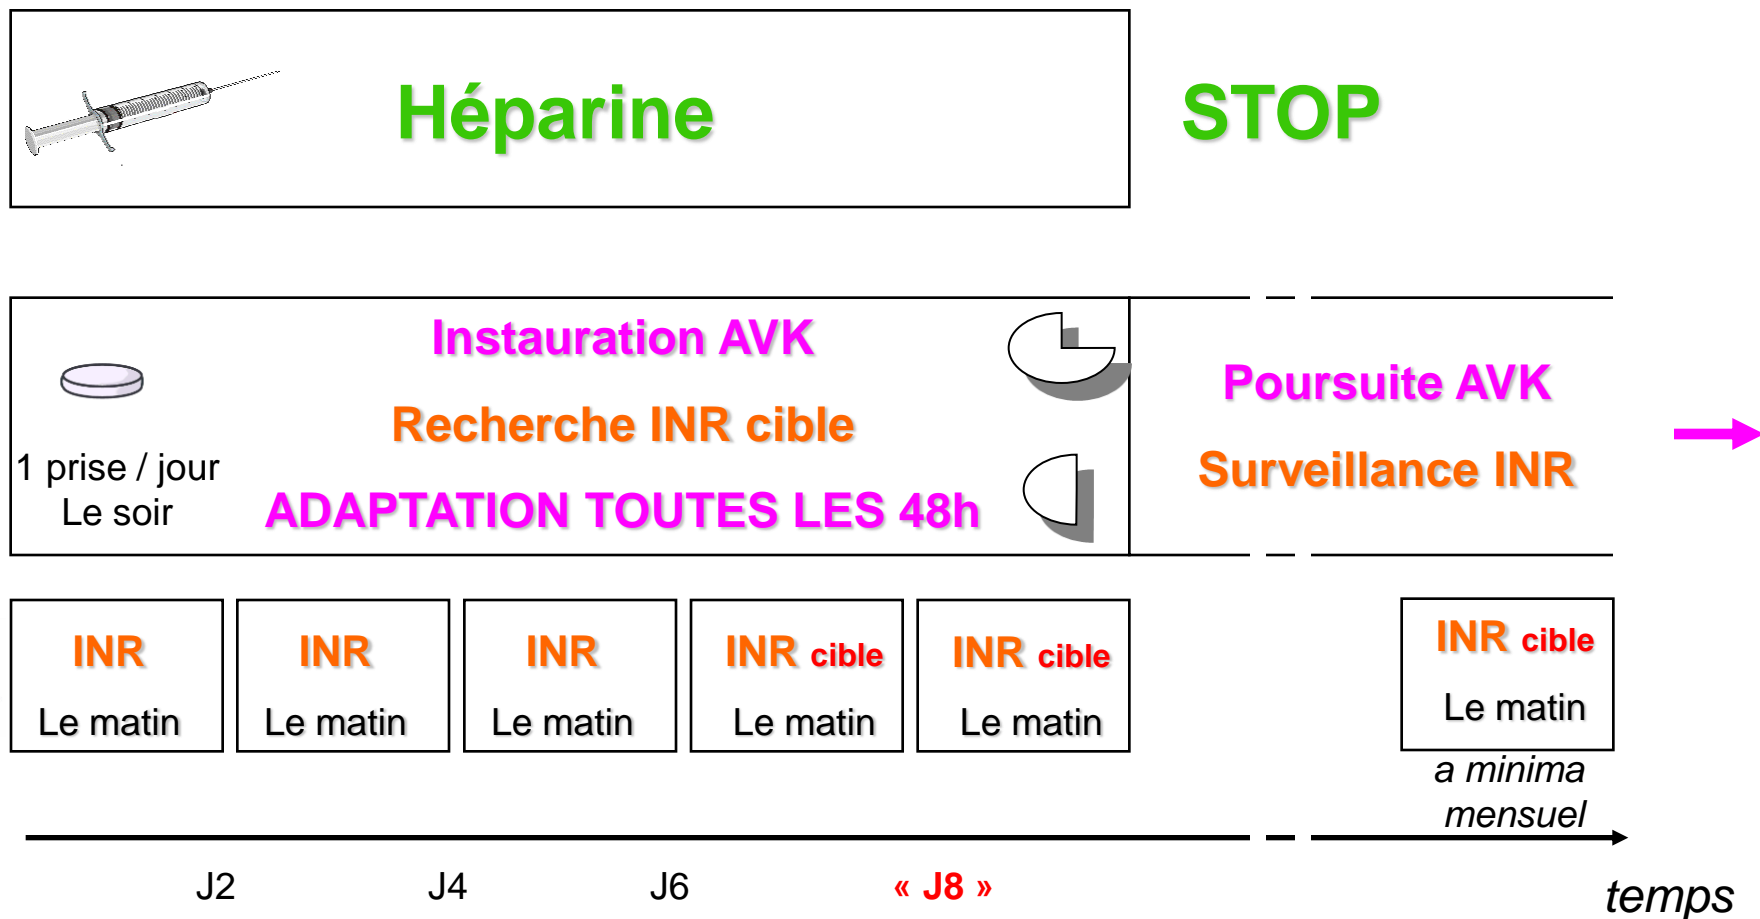 Héparine
STOP
Instauration AVK
Recherche INR cible
ADAPTATION TOUTES LES 48h
1 prise / jour
Le soir
Poursuite AVK
Surveillance INR
INR
Le matin
INR
Le matin
INR
Le matin
INR cible
Le matin
INR cible
Le matin
INR cible
Le matin
a minima
mensuel
J2
J4
J6
« J8 »
temps